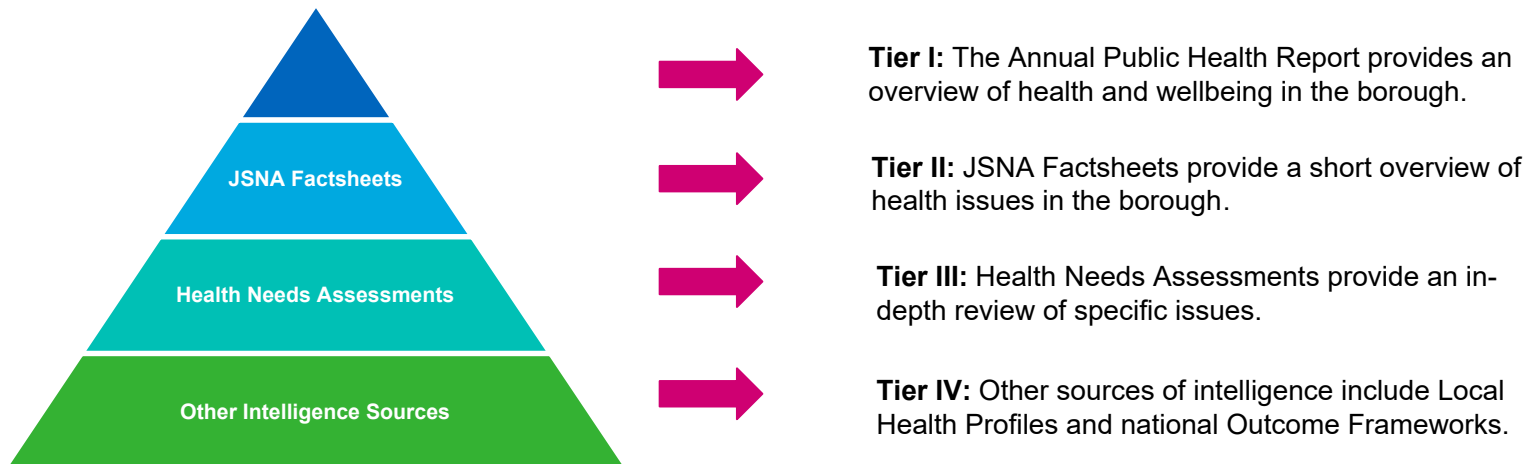 Tier I: The Annual Public Health Report provides an
overview of health and wellbeing in the borough.
JSNA Factsheets
Tier II: JSNA Factsheets provide a short overview of
health issues in the borough.
Health Needs Assessments
Tier III: Health Needs Assessments provide an in-
depth review of specific issues.
Other Intelligence Sources
Tier IV: Other sources of intelligence include Local
Health Profiles and national Outcome Frameworks.